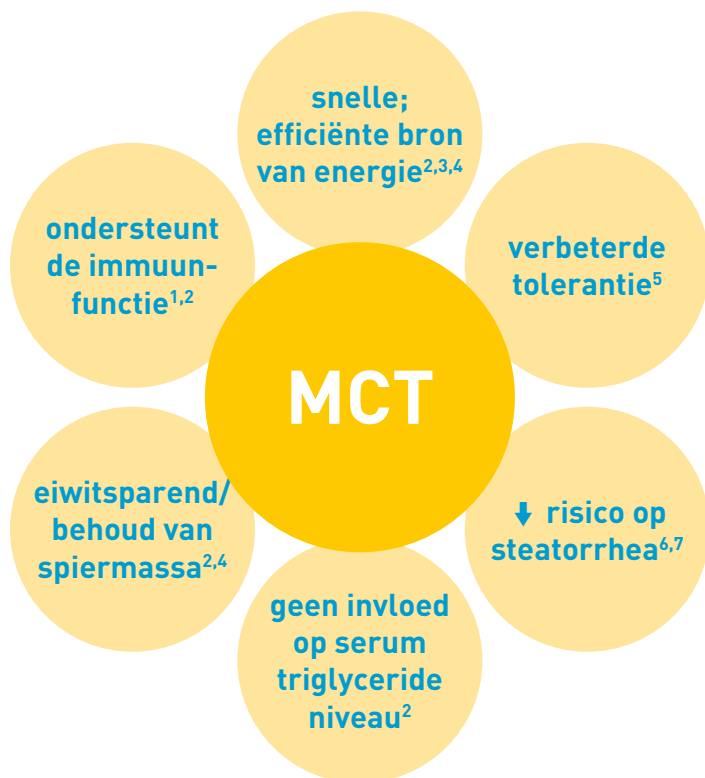 snelle;
efficiënte bron
van energie2,3,4
ondersteunt
de immuun-
functie1,2
verbeterde
tolerantie5
MCT
eiwitsparend/
behoud van
spiermassa2,4
↓ risico op
steatorrhea6,7
geen invloed
op serum
triglyceride
niveau2